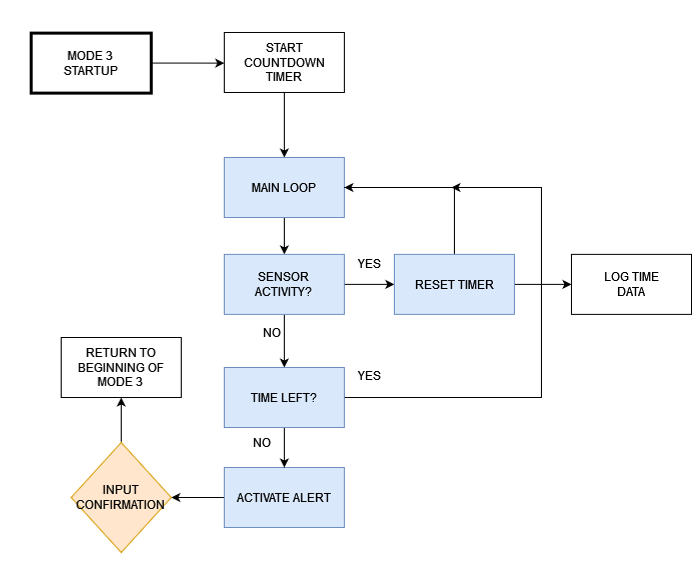 MODE 3
STARTUP
START
COUNTDOWN
TIMER
MAIN LOOP
SENSOR
ACTIVITY?
YES
RESET TIMER
LOG TIME
DATA
NO
RETURN TO
BEGINNING OF
MODE 3
TIME LEFT?
YES
NO
INPUT
CONFIRMATION
ACTIVATE ALERT